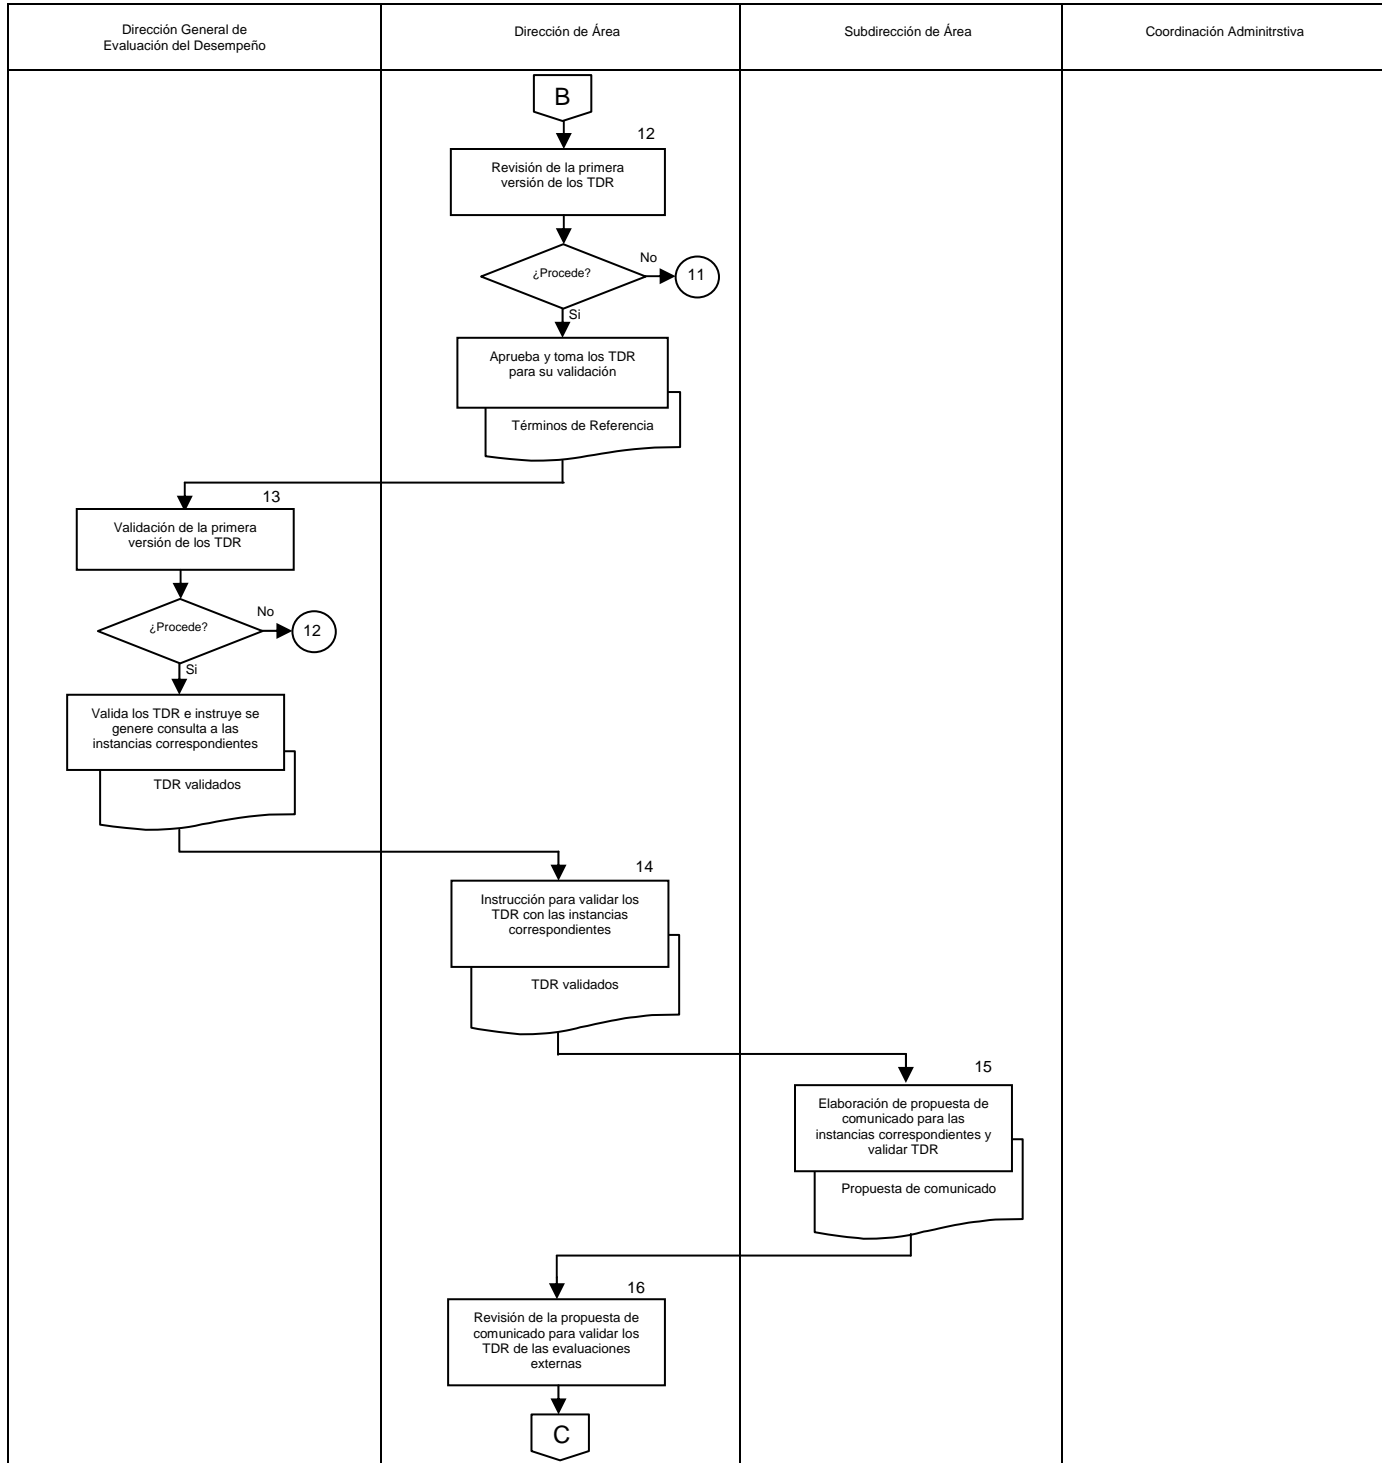 Dirección General de
Evaluación del Desempeño
Dirección de Área
Subdirección de Área
Coordinación Adminitrstiva
B
12
Revisión de la primera
versión de los TDR
¿Procede?
No
11
Si
Aprueba y toma los TDR
para su validación
Términos de Referencia
13
Validación de la primera
versión de los TDR
¿Procede?
No
12
Si
Valida los TDR e instruye se
genere consulta a las
instancias correspondientes
TDR validados
14
Instrucción para validar los
TDR con las instancias
correspondientes
TDR validados
15
Elaboración de propuesta de
comunicado para las
instancias correspondientes y
validar TDR
Propuesta de comunicado
16
Revisión de la propuesta de
comunicado para validar los
TDR de las evaluaciones
externas
C